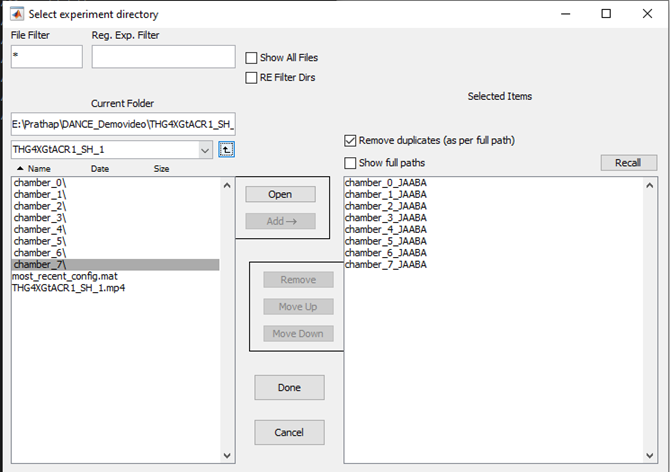 Select experiment directory
File Filter
Reg. Exp. Filter
*
Show All Files
RE Filter Dirs
Current Folder
Selected Items
E:\Prathap\DANCE_Demovideo\THG4XGtACR1_SH_
Remove duplicates (as per full path)
THG4XGtACR1_SH_1
Show full paths
Recall
Name Date Size
chamber_0\
chamber_1\
chamber_2\
chamber_3\
chamber_4\
chamber_5\
chamber_6\
chamber_7\
most_recent_config.mat
THG4XGtACR1_SH_1.mp4
Open
Add →
Remove
Move Up
Move Down
Done
Cancel
chamber_0_JAABA
chamber_1_JAABA
chamber_2_JAABA
chamber_3_JAABA
chamber_4_JAABA
chamber_5_JAABA
chamber_6_JAABA
chamber_7_JAABA